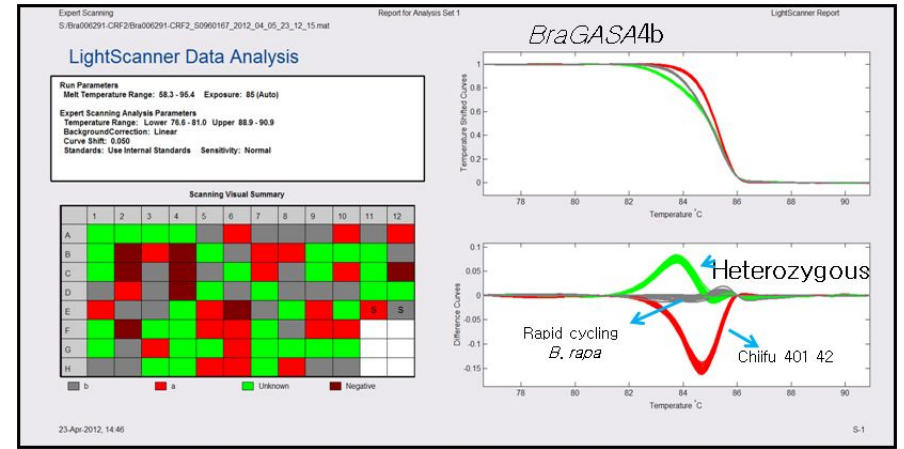 Expert Scanning Report for Analysis Set 1 LightScanner Report
S:/Bra006291-CRF2/Bra006291-CRF2_S0960167_2012_04_05_23_12_15.mat
LightScanner Data Analysis
Run Parameters
Melt Temperature Range: 58.3 - 95.4 Exposure: 85 (Auto)
Expert Scanning Analysis Parameters
Temperature Range: Lower 76.6 - 81.0 Upper 88.9 - 90.9
BackgroundCorrection: Linear
Curve Shift: 0.050
Standards: Use Internal Standards Sensitivity: Normal
Scanning Visual Summary
1 2 3 4 5 6 7 8 9 10 11 12
A
B
C
D
E S S
F
G
H
b a Unknown Negative
BraGASA4b
Temperature Shifted Curves
1
0.8
0.6
0.4
0.2
0
78 80 82 84 86 88 90
Temperature °C
Difference Curves
0.1
0.05
0
-0.05
-0.1
-0.15
Heterozygous
Rapid cycling
B. rapa
Chiifu 401 42
78 80 82 84 86 88 90
Temperature °C
23-Apr-2012, 14:46 S-1